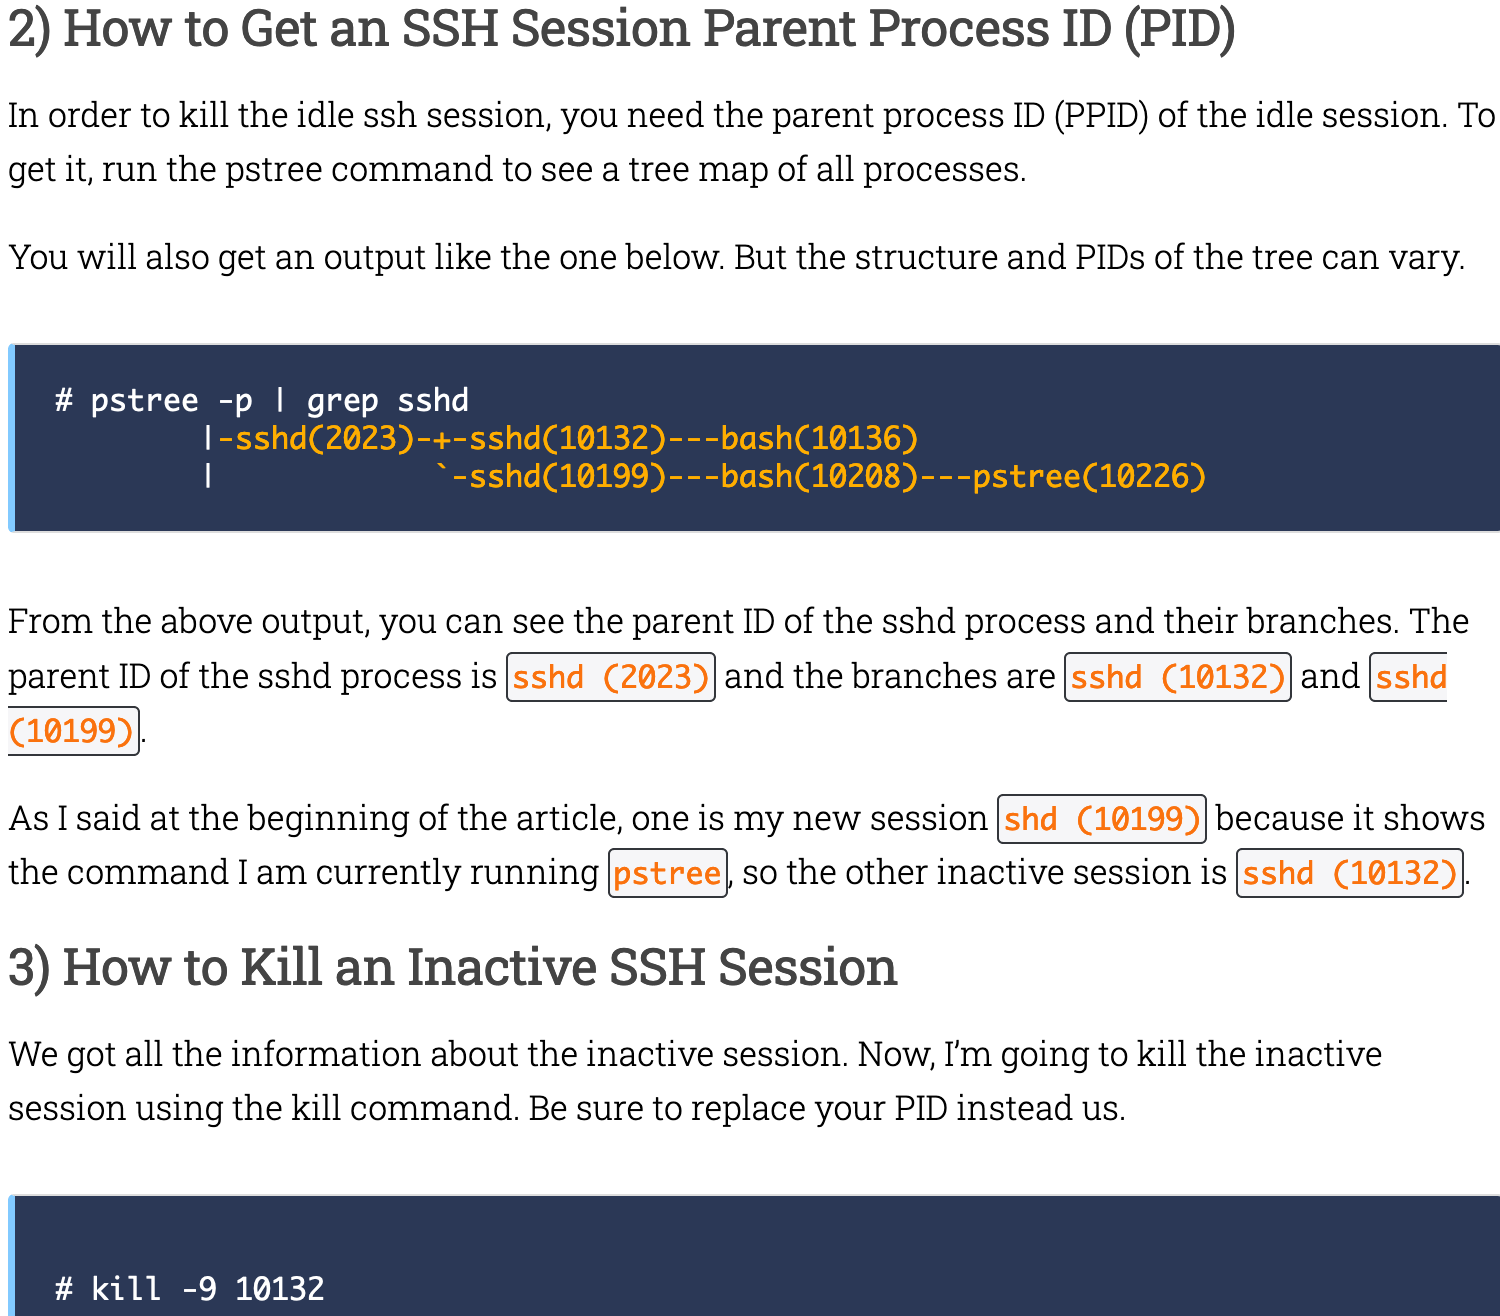 2) How to Get an SSH Session Parent Process ID (PID)
In order to kill the idle ssh session, you need the parent process ID (PPID) of the idle session. To
get it, run the pstree command to see a tree map of all processes.
You will also get an output like the one below. But the structure and PIDs of the tree can vary.
# pstree -p | grep sshd
        |-sshd(2023)-+-sshd(10132)---bash(10136)
        |            `-sshd(10199)---bash(10208)---pstree(10226)
From the above output, you can see the parent ID of the sshd process and their branches. The
parent ID of the sshd process is sshd (2023) and the branches are sshd (10132) and sshd
(10199).
As I said at the beginning of the article, one is my new session shd (10199) because it shows
the command I am currently running pstree, so the other inactive session is sshd (10132).
3) How to Kill an Inactive SSH Session
We got all the information about the inactive session. Now, I’m going to kill the inactive
session using the kill command. Be sure to replace your PID instead us.
# kill -9 10132